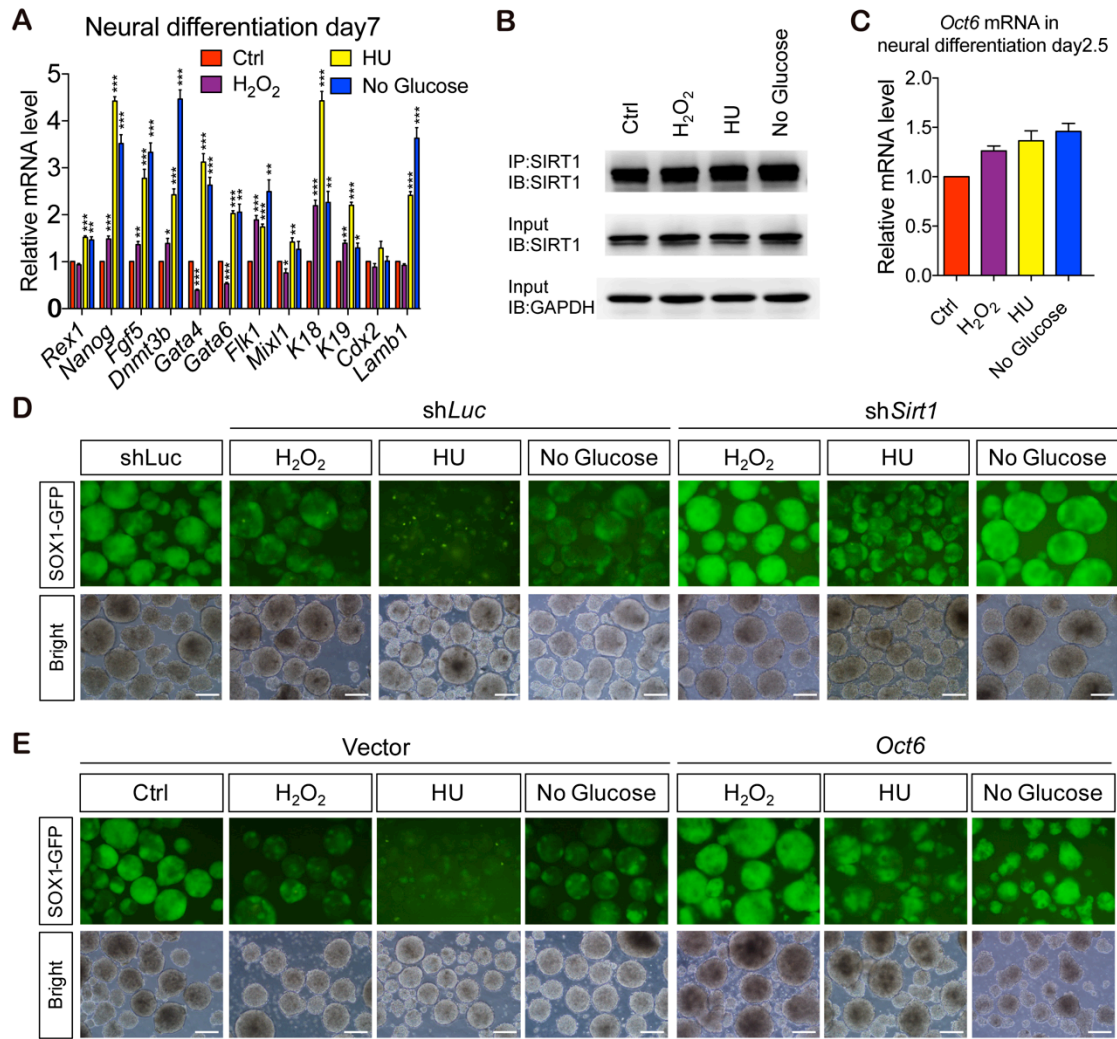 A
Neural differentiation day7
Ctrl
H₂O₂
HU
No Glucose
Relative mRNA level
5
4
3
2
1
0
*** ** *** *** *** *** ** *** *** * *** *** *** *** *** *** *** ** *** *** ** * ** *** *** ** ** *** * *** ***
Rex1
Nanog
Fgf5
Dnmt3b
Gata4
Gata6
Flk1
Mixl1
K18
K19
Cdx2
Lamb1
B
Ctrl
H₂O₂
HU
No Glucose
IP:SIRT1
IB:SIRT1
Input
IB:SIRT1
Input
IB:GAPDH
C
Oct6 mRNA in
neural differentiation day2.5
Relative mRNA level
2.0
1.5
1.0
0.5
0.0
Ctrl
H₂O₂
HU
No Glucose
D
shLuc
shSirt1
shLuc
H₂O₂
HU
No Glucose
H₂O₂
HU
No Glucose
SOX1-GFP
Bright
E
Vector
Oct6
Ctrl
H₂O₂
HU
No Glucose
H₂O₂
HU
No Glucose
SOX1-GFP
Bright